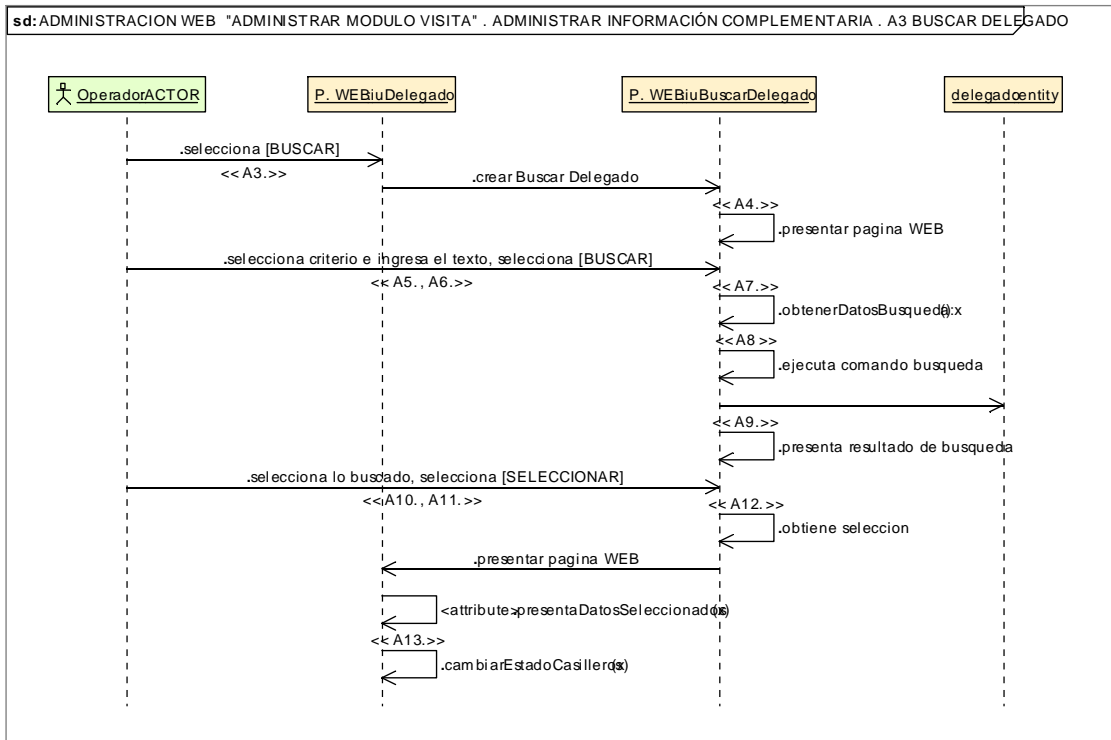 sd: ADMINISTRACION WEB "ADMINISTRAR MODULO VISITA" . ADMINISTRAR INFORMACIÓN COMPLEMENTARIA . A3 BUSCAR DELEGADO
OperadorACTOR
P. WEBiuDelegado
P. WEBiuBuscarDelegado
delegadoentity
.selecciona [BUSCAR]
<< A3.>>
.crear Buscar Delegado
<< A4.>>
.presentar pagina WEB
.selecciona criterio e ingresa el texto, selecciona [BUSCAR]
<< A5. , A6.>>
<< A7.>>
.obtenerDatosBusqueda():x
<<A8 >>
.ejecuta comando busqueda
<< A9.>>
.presenta resultado de busqueda
.selecciona lo buscado, selecciona [SELECCIONAR]
<<A10. , A11.>>
<< A12.>>
.obtiene seleccion
.presentar pagina WEB
<attribute>.presentaDatosSeleccionados(x)
<< A13.>>
.cambiarEstadoCasilleros(x)